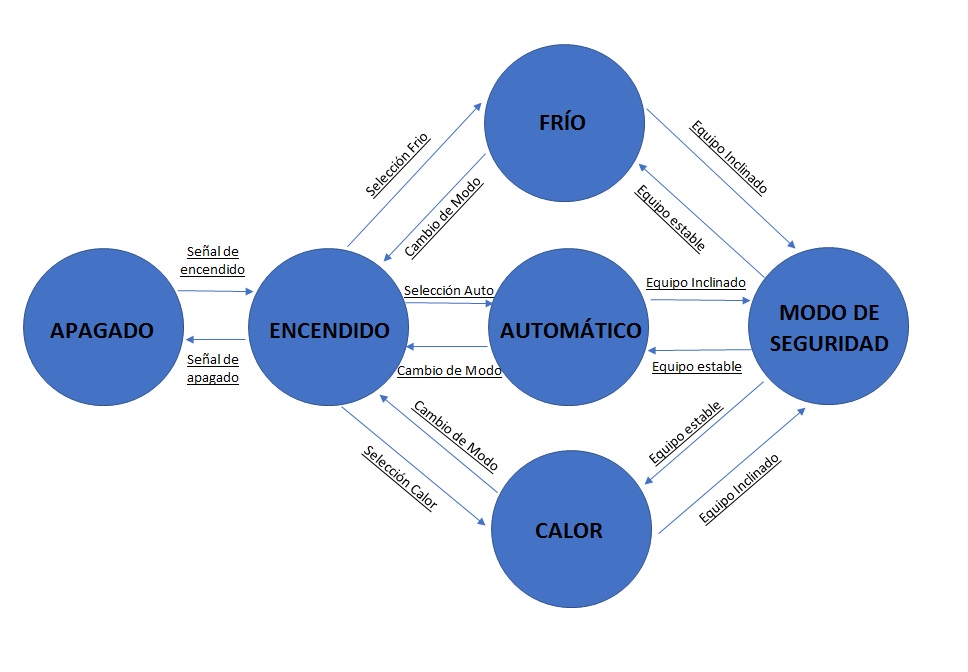 FRÍO
Selección Frio
Cambio de Modo
Equipo Inclinado
Equipo estable
Señal de
encendido
APAGADO
Señal de
apagado
ENCENDIDO
Selección Auto
Cambio de Modo
AUTOMÁTICO
Equipo Inclinado
Equipo estable
MODO DE
SEGURIDAD
Cambio de Modo
Selección Calor
Equipo estable
Equipo Inclinado
CALOR